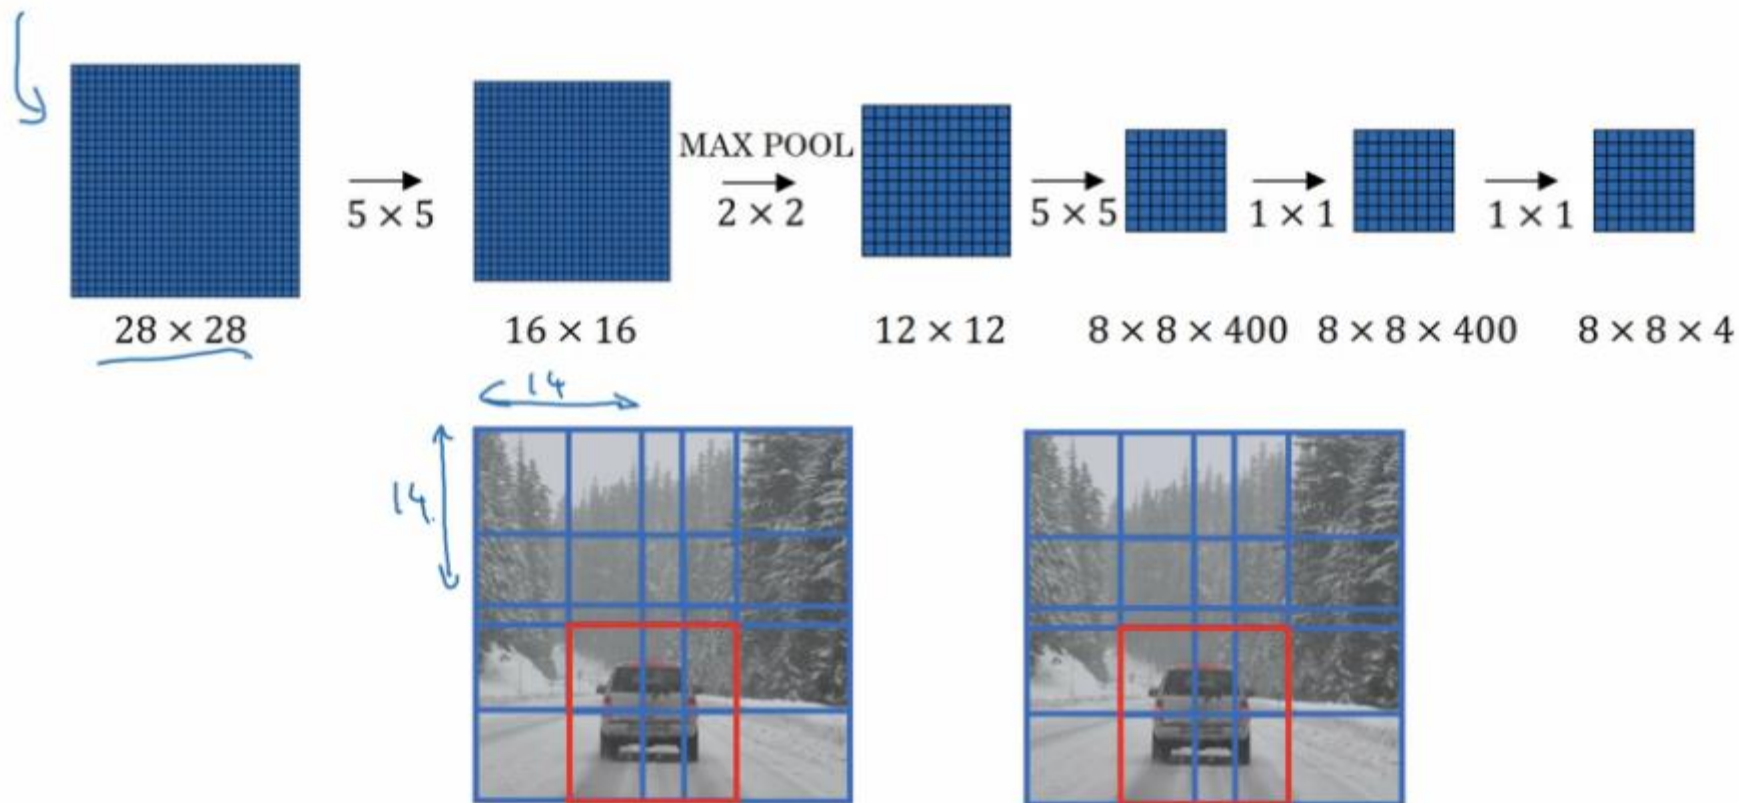 MAX POOL
5 × 5
2 × 2
5 × 5
1 × 1
1 × 1
28 × 28
16 × 16
12 × 12
8 × 8 × 400
8 × 8 × 400
8 × 8 × 4
14
14